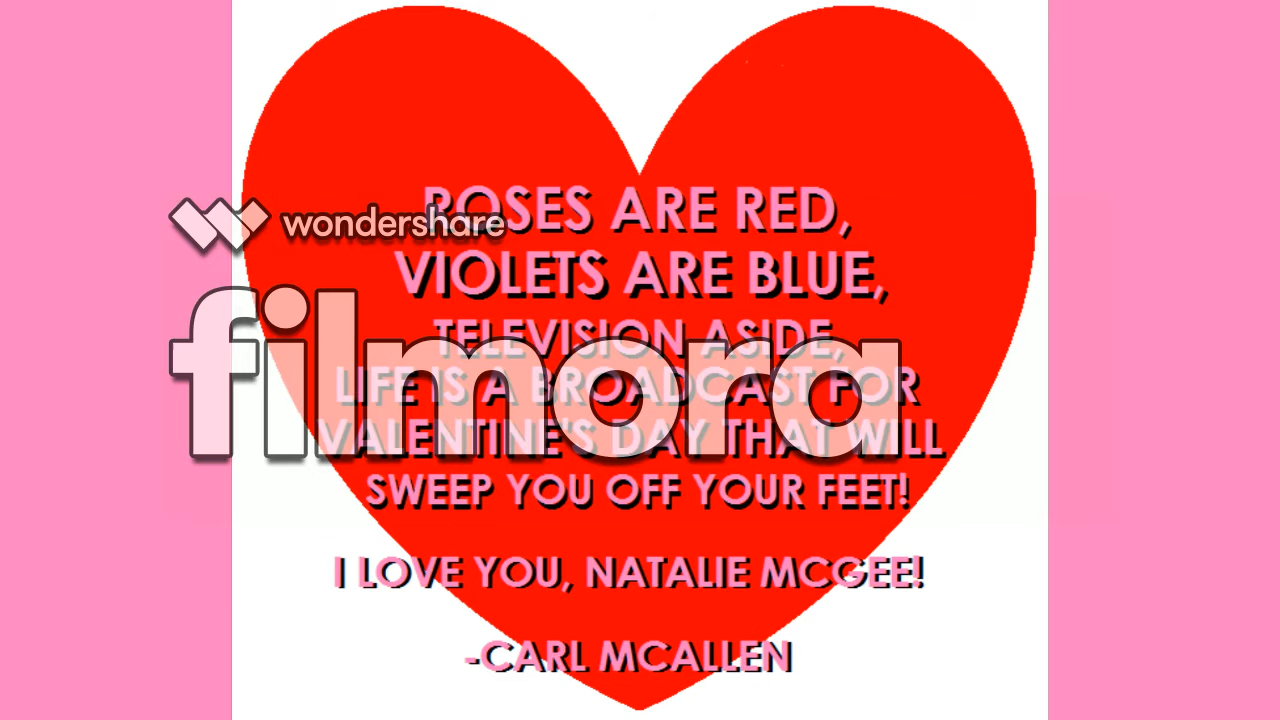 ROSES ARE RED,
wondershare
VIOLETS ARE BLUE,
filmora
TELEVISION ASIDE,
LIFE IS A BROADCAST FOR
VALENTINE'S DAY THAT WILL
SWEEP YOU OFF YOUR FEET!
I LOVE YOU, NATALIE MCGEE!
-CARL MCALLEN